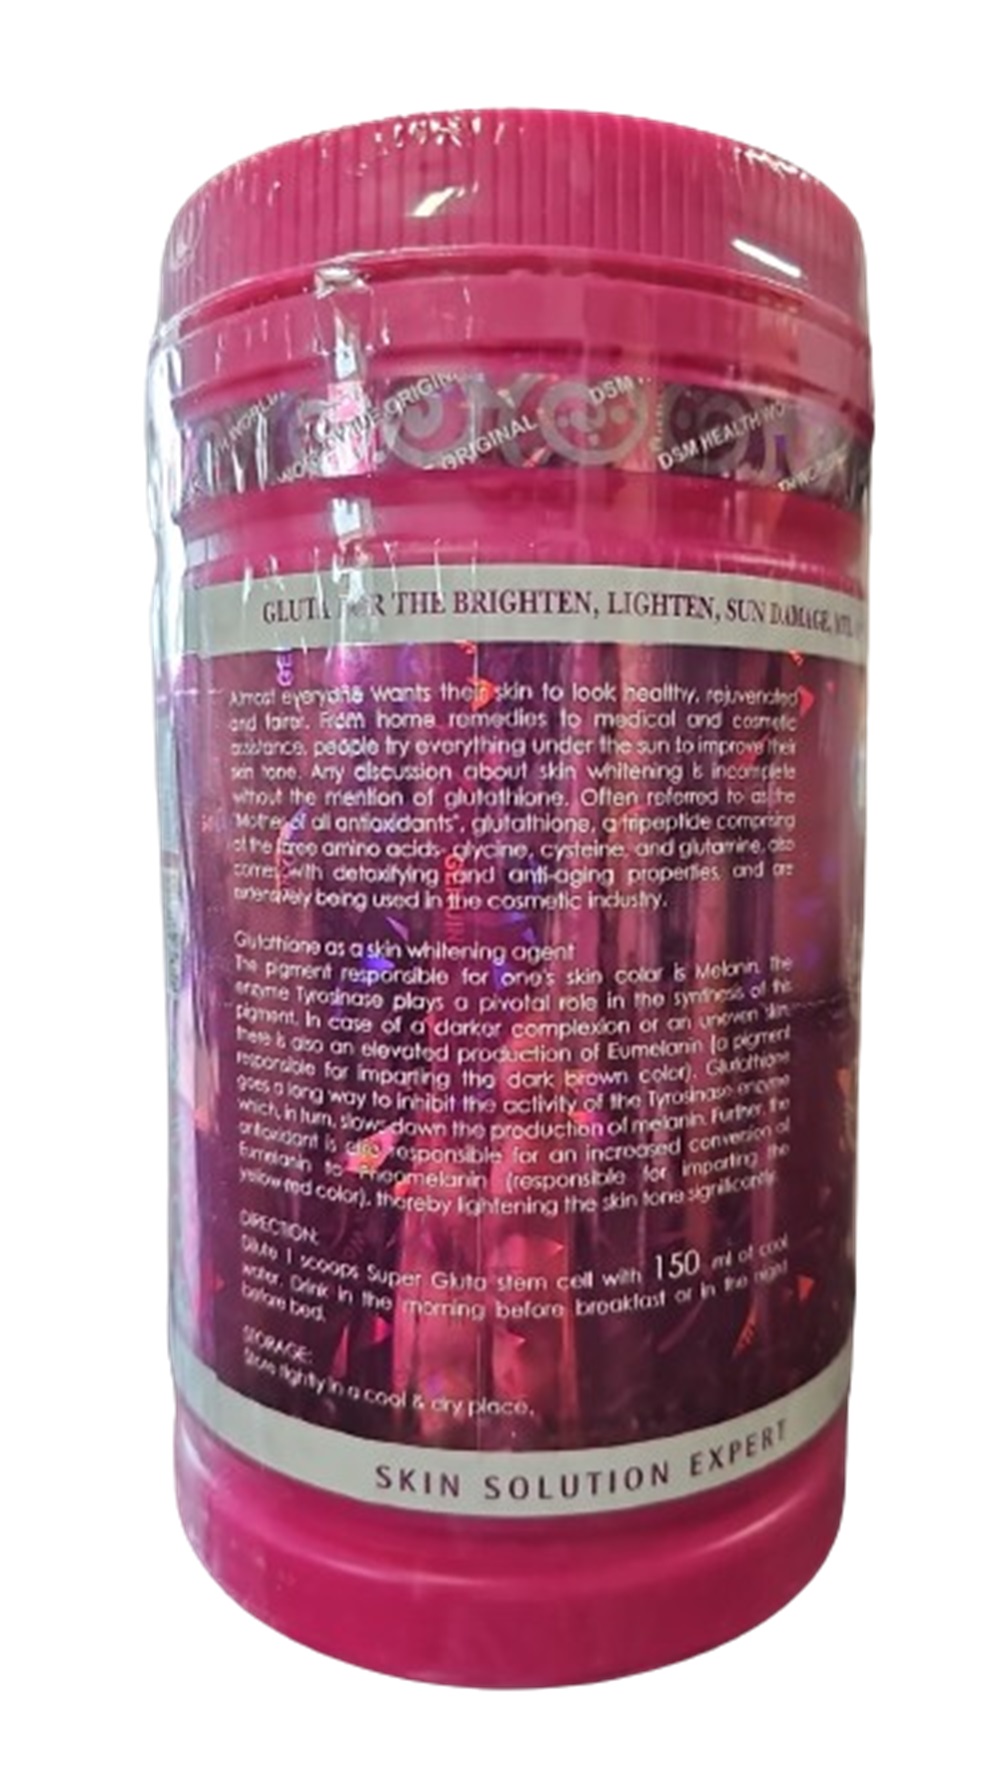 DSM
ORIGINAL
ORIGINAL
DSM HEALTH WO
GLUTA FOR THE BRIGHTEN, LIGHTEN, SUN DAMAGE,
GE
Almost everyone wants their skin to look healthy, rejuvenated
and fairer. From home remedies to medical and cosmetic
assistance, people try everything under the sun to improve their
skin tone. Any discussion about skin whitening is incomplete
without the mention of glutathione. Often referred to as the
"Mother of all antioxidants", glutathione, a tripeptide comprising
of the three amino acids- glycine, cysteine, and glutamine, also
comes with detoxifying and anti-aging properties, and are
extensively being used in the cosmetic industry.
Glutathione as a skin whitening agent
The pigment responsible for one's skin color is Melanin. The
enzyme Tyrosinase plays a pivotal role in the synthesis of this
pigment. In case of a darker complexion or an uneven skin,
there is also an elevated production of Eumelanin (a pigment
responsible for imparting the dark brown color). Glutathione
goes a long way to inhibit the activity of the Tyrosinase enzyme
which, in turn, slows down the production of melanin. Further, the
antioxidant is also responsible for an increased conversion of
Eumelanin to Pheomelanin (responsible for imparting the
yellow-red color), thereby lightening the skin tone significantly.
DIRECTION:
Dilute 1 scoops Super Gluta stem cell with 150 ml of cool
water. Drink in the morning before breakfast or in the night
before bed.
STORAGE:
Store tightly in a cool & dry place.
SKIN SOLUTION EXPERT